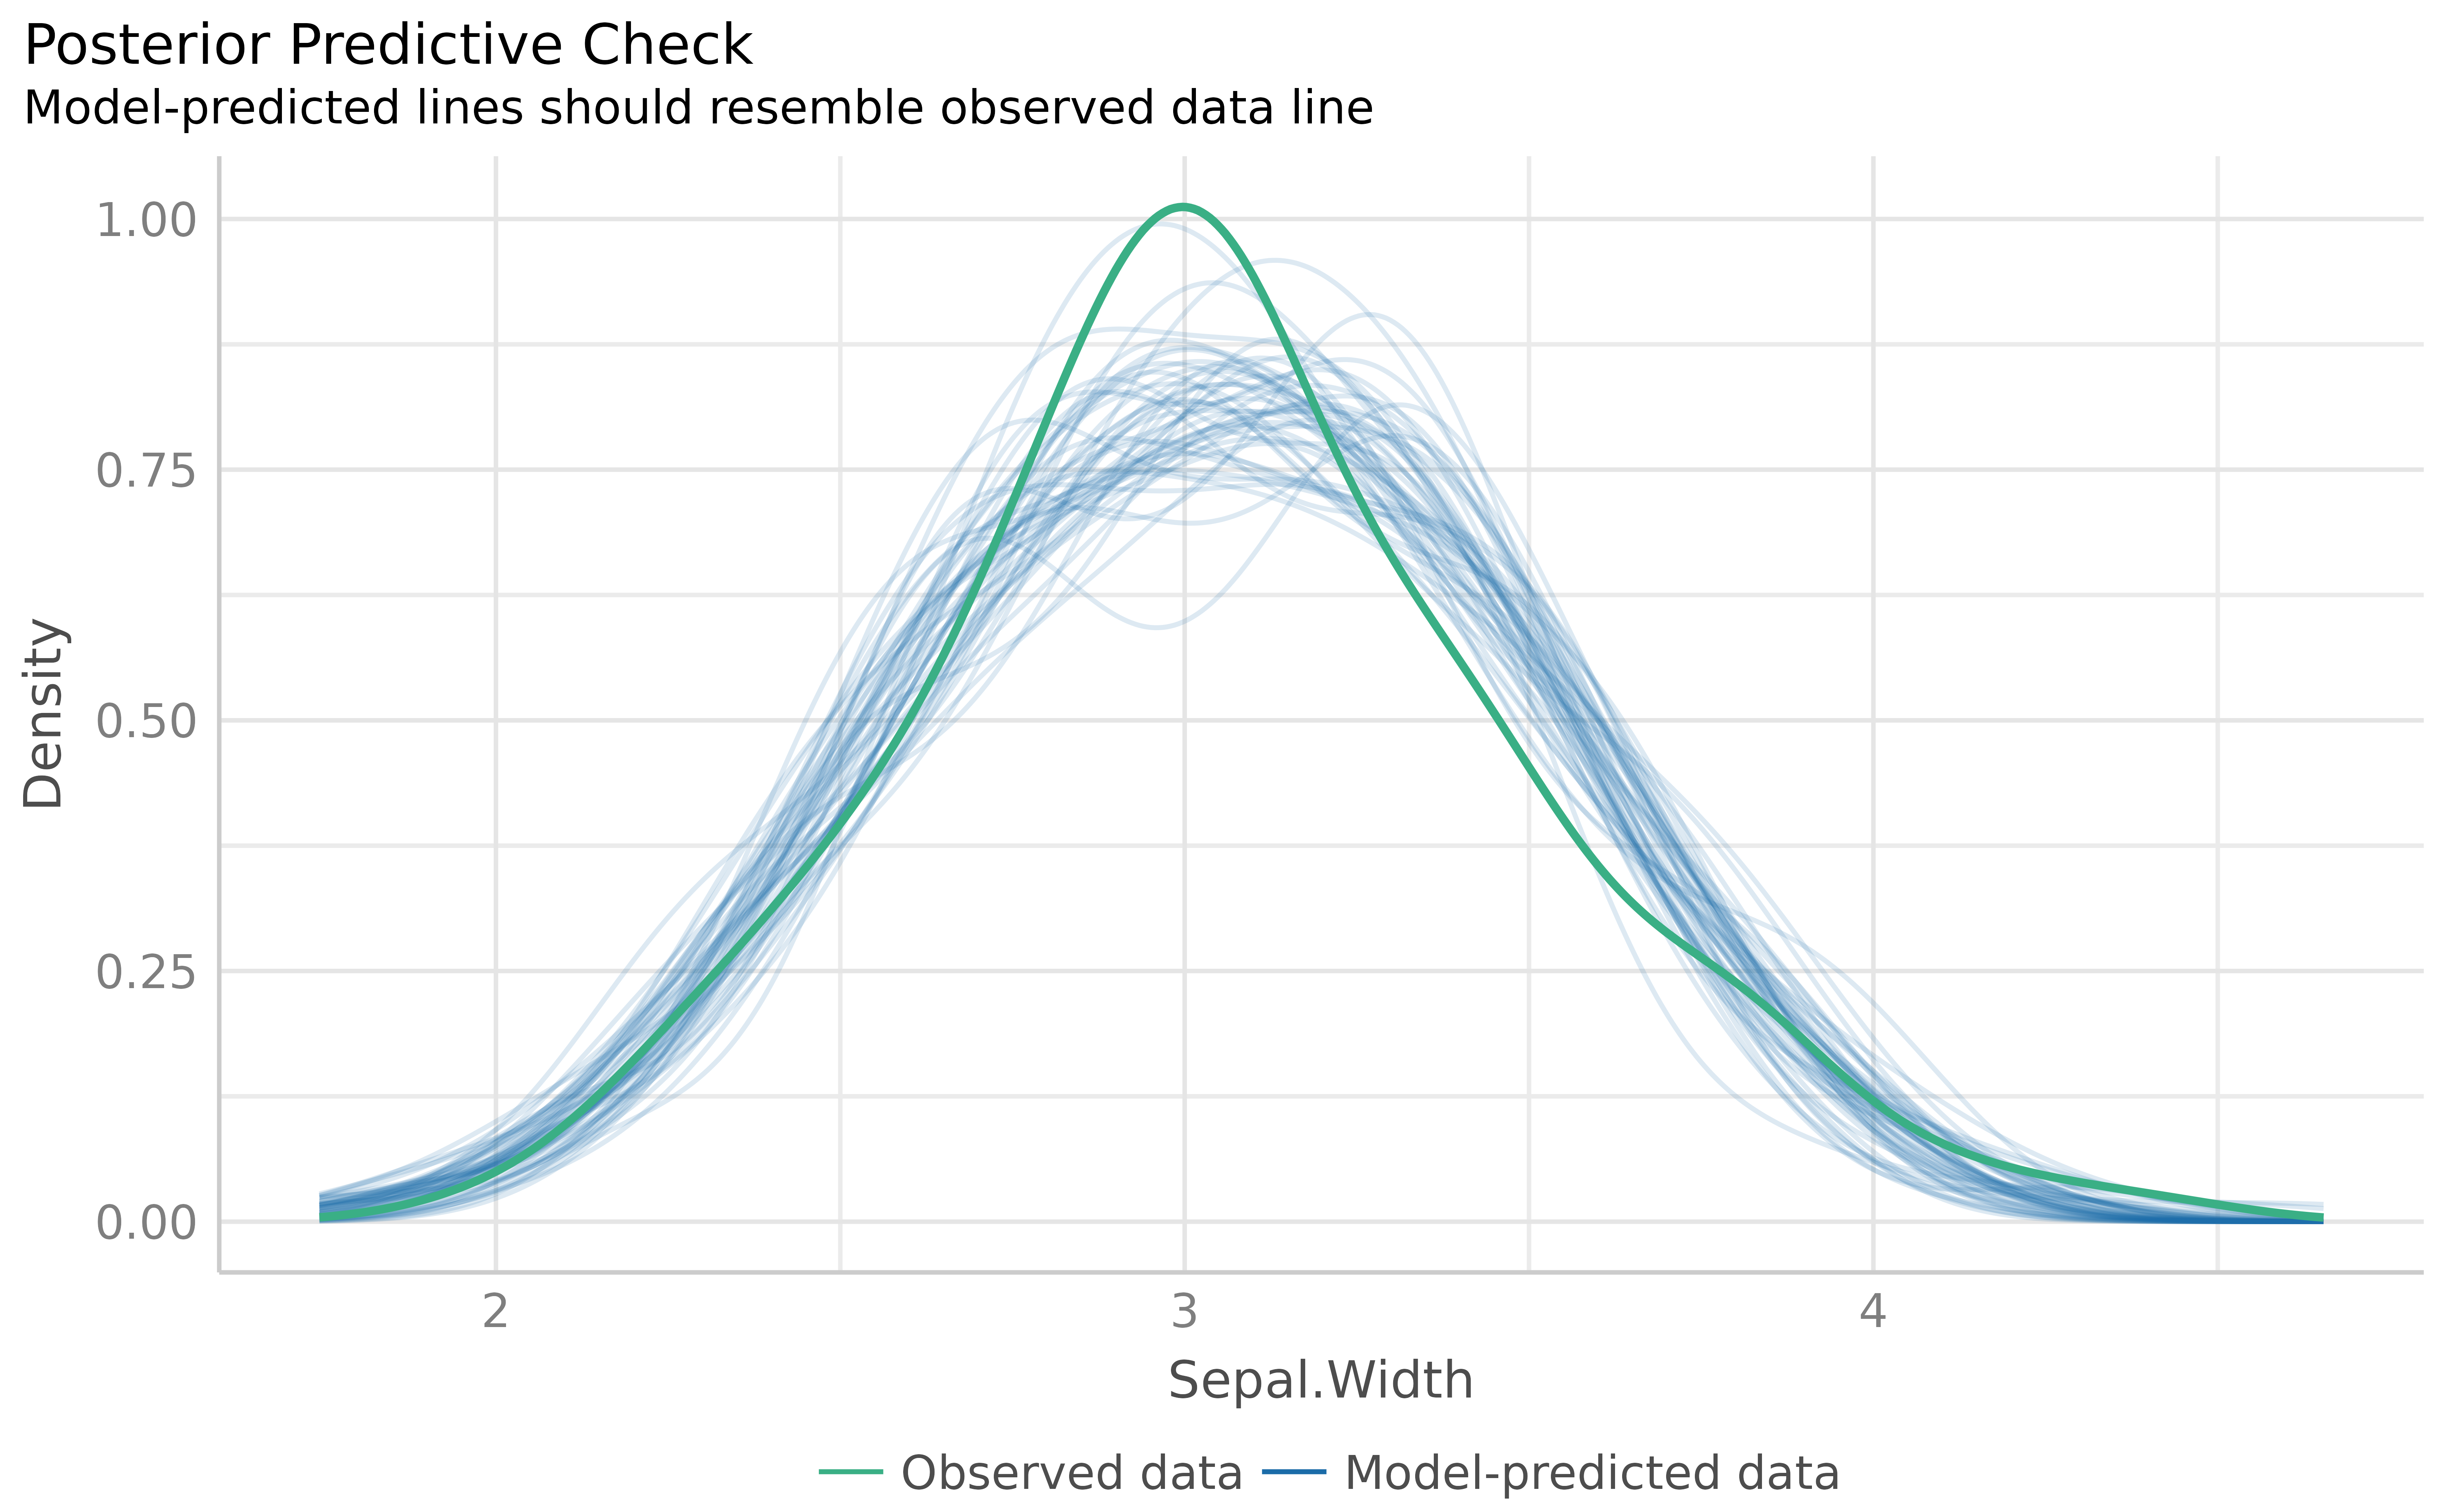 Posterior Predictive Check
Model-predicted lines should resemble observed data line
1.00
0.75
0.50
0.25
0.00
Density
2 3 4
Sepal.Width
Observed data Model-predicted data